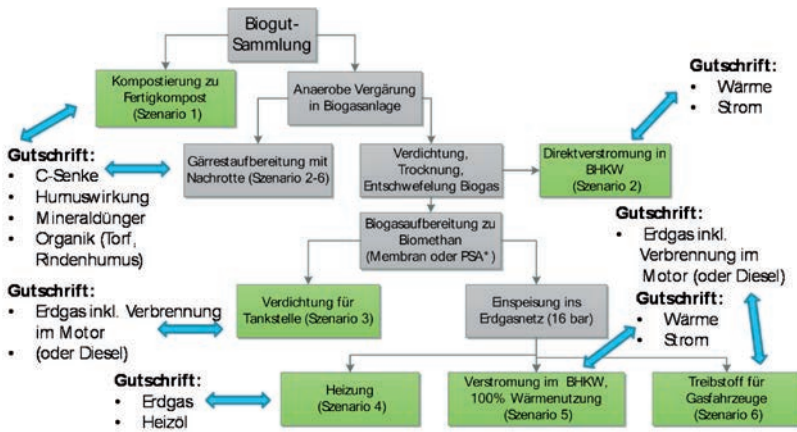 Biogut-
Sammlung
Kompostierung zu
Fertigkompost
(Szenario 1)
Anaerobe Vergärung
in Biogasanlage
Gutschrift:
• Wärme
• Strom
Gutschrift:
• C-Senke
• Humuswirkung
• Mineraldünger
• Organik (Torf,
Rindenhumus)
Gärrestaufbereitung mit
Nachrotte (Szenario 2-6)
Verdichtung,
Trocknung,
Entschwefelung Biogas
Direktverstromung in
BHKW
(Szenario 2)
Biogasaufbereitung zu
Biomethan
(Membran oder PSA*)
Gutschrift:
• Erdgas inkl.
Verbrennung im
Motor (oder Diesel)
Gutschrift:
• Erdgas inkl. Verbrennung
im Motor
• (oder Diesel)
Verdichtung für
Tankstelle (Szenario 3)
Einspeisung ins
Erdgasnetz (16 bar)
Gutschrift:
• Wärme
• Strom
Gutschrift:
• Erdgas
• Heizöl
Heizung
(Szenario 4)
Verstromung im BHKW,
100% Wärmenutzung
(Szenario 5)
Treibstoff für
Gasfahrzeuge
(Szenario 6)